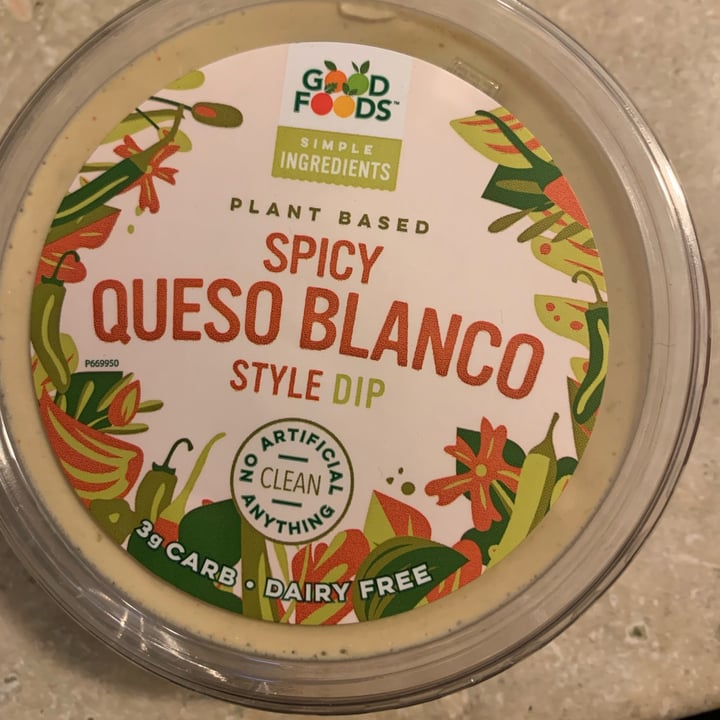 GOOD
FOODS™
SIMPLE
INGREDIENTS
PLANT BASED
SPICY
QUESO BLANCO
STYLE DIP
P669950
NO ARTIFICIAL
CLEAN
ANYTHING
3g CARB • DAIRY FREE